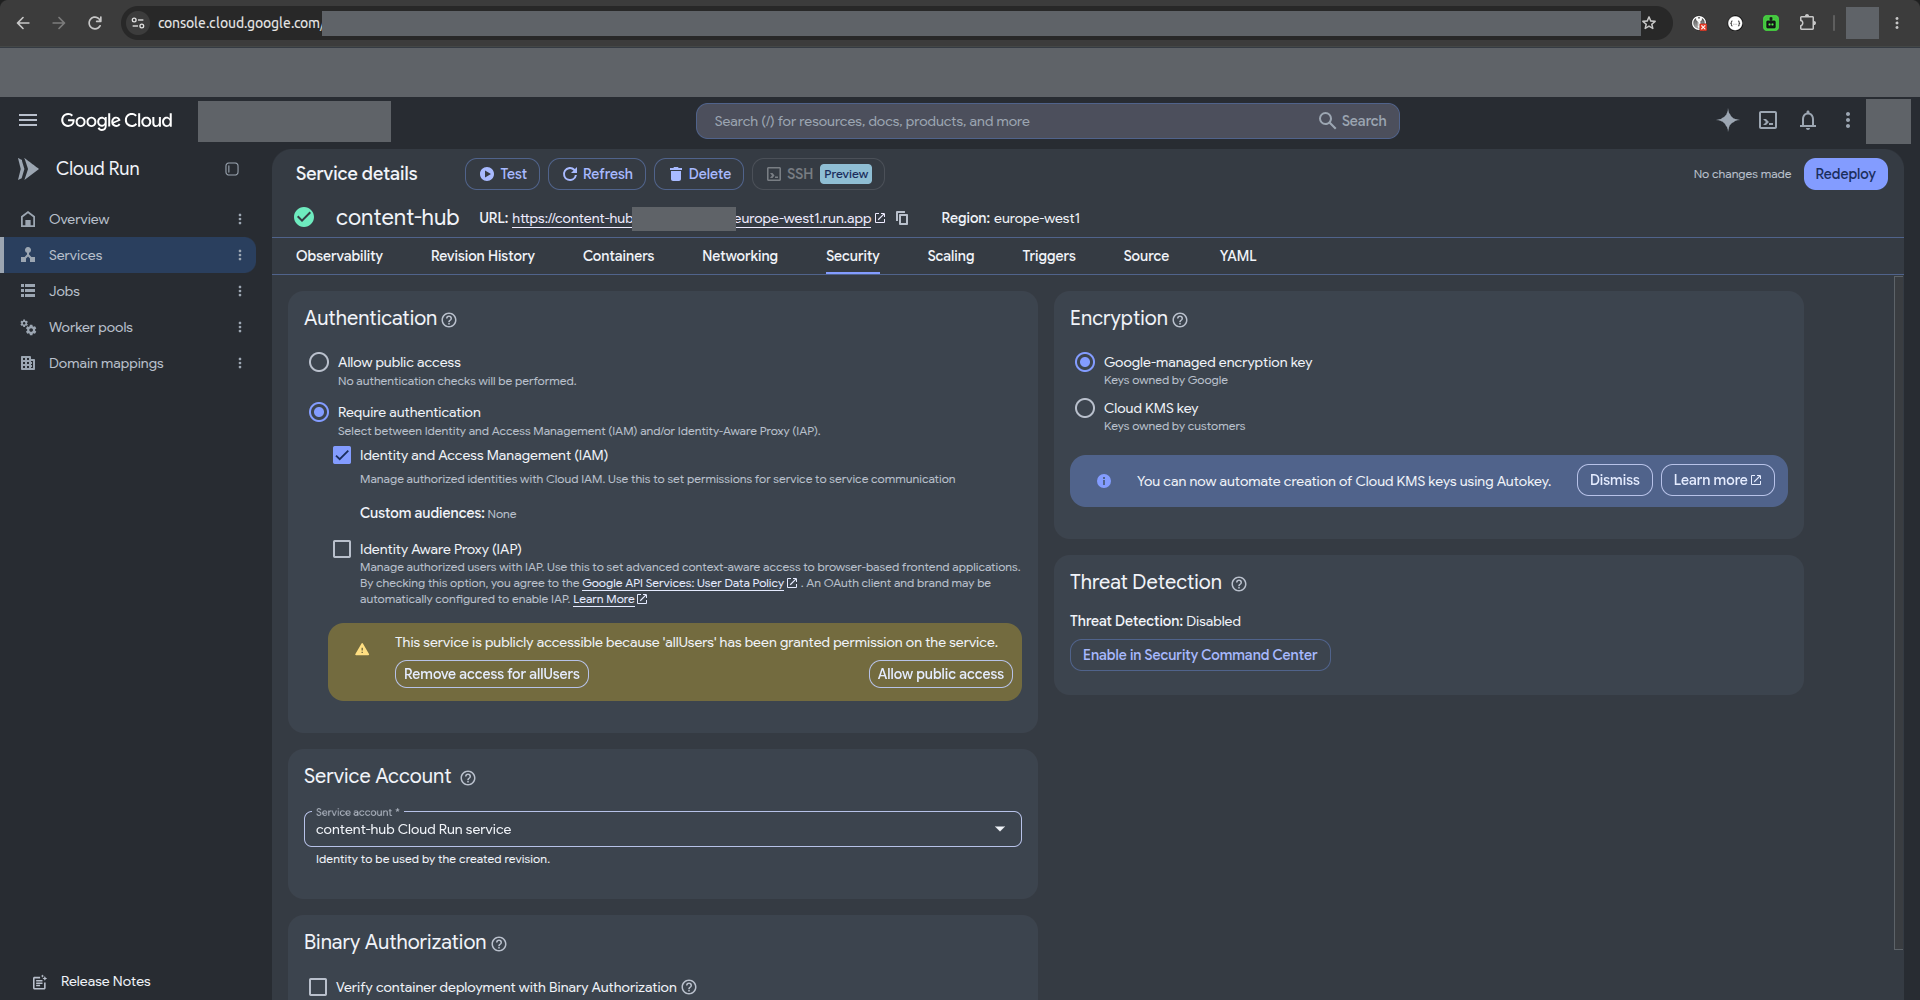 console.cloud.google.com/
Google Cloud
Search (/) for resources, docs, products, and more
Search
Cloud Run
Overview
Services
Jobs
Worker pools
Domain mappings
Release Notes
Service details
Test
Refresh
Delete
SSH Preview
No changes made
Redeploy
content-hub
URL: https://content-hub europe-west1.run.app
Region: europe-west1
Observability
Revision History
Containers
Networking
Security
Scaling
Triggers
Source
YAML
Authentication
Allow public access
No authentication checks will be performed.
Require authentication
Select between Identity and Access Management (IAM) and/or Identity-Aware Proxy (IAP).
Identity and Access Management (IAM)
Manage authorized identities with Cloud IAM. Use this to set permissions for service to service communication
Custom audiences: None
Identity Aware Proxy (IAP)
Manage authorized users with IAP. Use this to set advanced context-aware access to browser-based frontend applications.
By checking this option, you agree to the Google API Services: User Data Policy . An OAuth client and brand may be
automatically configured to enable IAP. Learn More
This service is publicly accessible because 'allUsers' has been granted permission on the service.
Remove access for allUsers
Allow public access
Service Account
Service account *
content-hub Cloud Run service
Identity to be used by the created revision.
Binary Authorization
Verify container deployment with Binary Authorization
Encryption
Google-managed encryption key
Keys owned by Google
Cloud KMS key
Keys owned by customers
You can now automate creation of Cloud KMS keys using Autokey.
Dismiss
Learn more
Threat Detection
Threat Detection: Disabled
Enable in Security Command Center